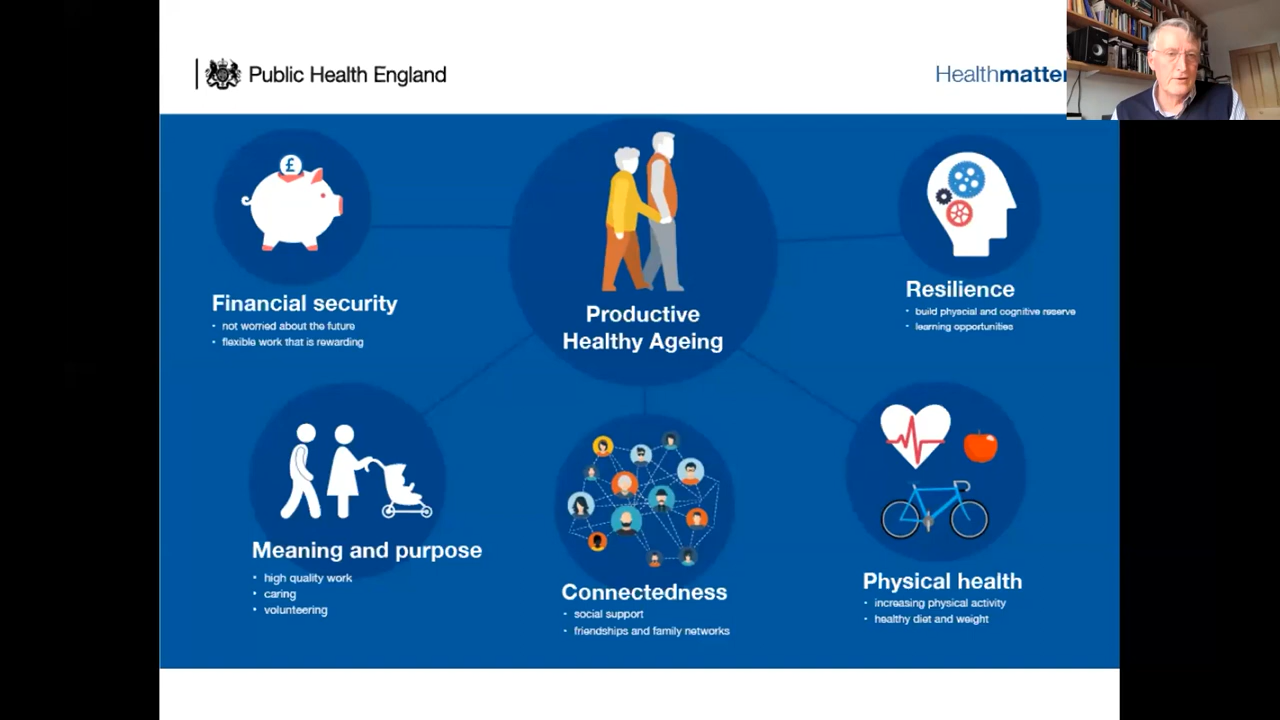 Public Health England
Healthmatter
£
Productive
Healthy Ageing
Financial security
• not worried about the future
• flexible work that is rewarding
Resilience
• build physcial and cognitive reserve
• learning opportunities
Meaning and purpose
• high quality work
• caring
• volunteering
Connectedness
• social support
• friendships and family networks
Physical health
• increasing physical activity
• healthy diet and weight